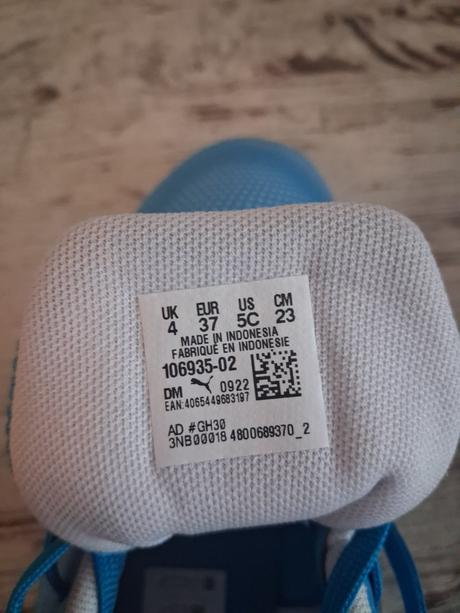 UK EUR US CM
4 37 5C 23
MADE IN INDONESIA
FABRIQUÉ EN INDONESIE
106935-02
DM 0922
EAN:4065449683197
AD #GH30
3NB00018 4800689370_2